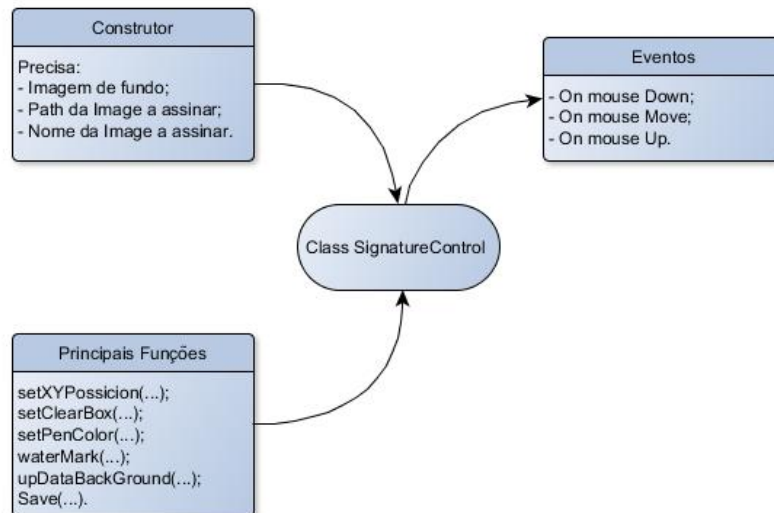 Construtor
Precisa:
- Imagem de fundo;
- Path da Image a assinar;
- Nome da Image a assinar.
Eventos
- On mouse Down;
- On mouse Move;
- On mouse Up.
Class SignatureControl
Principais Funções
setXYPossicion(...);
setClearBox(...);
setPenColor(...);
waterMark(...);
upDataBackGround(...);
Save(...).